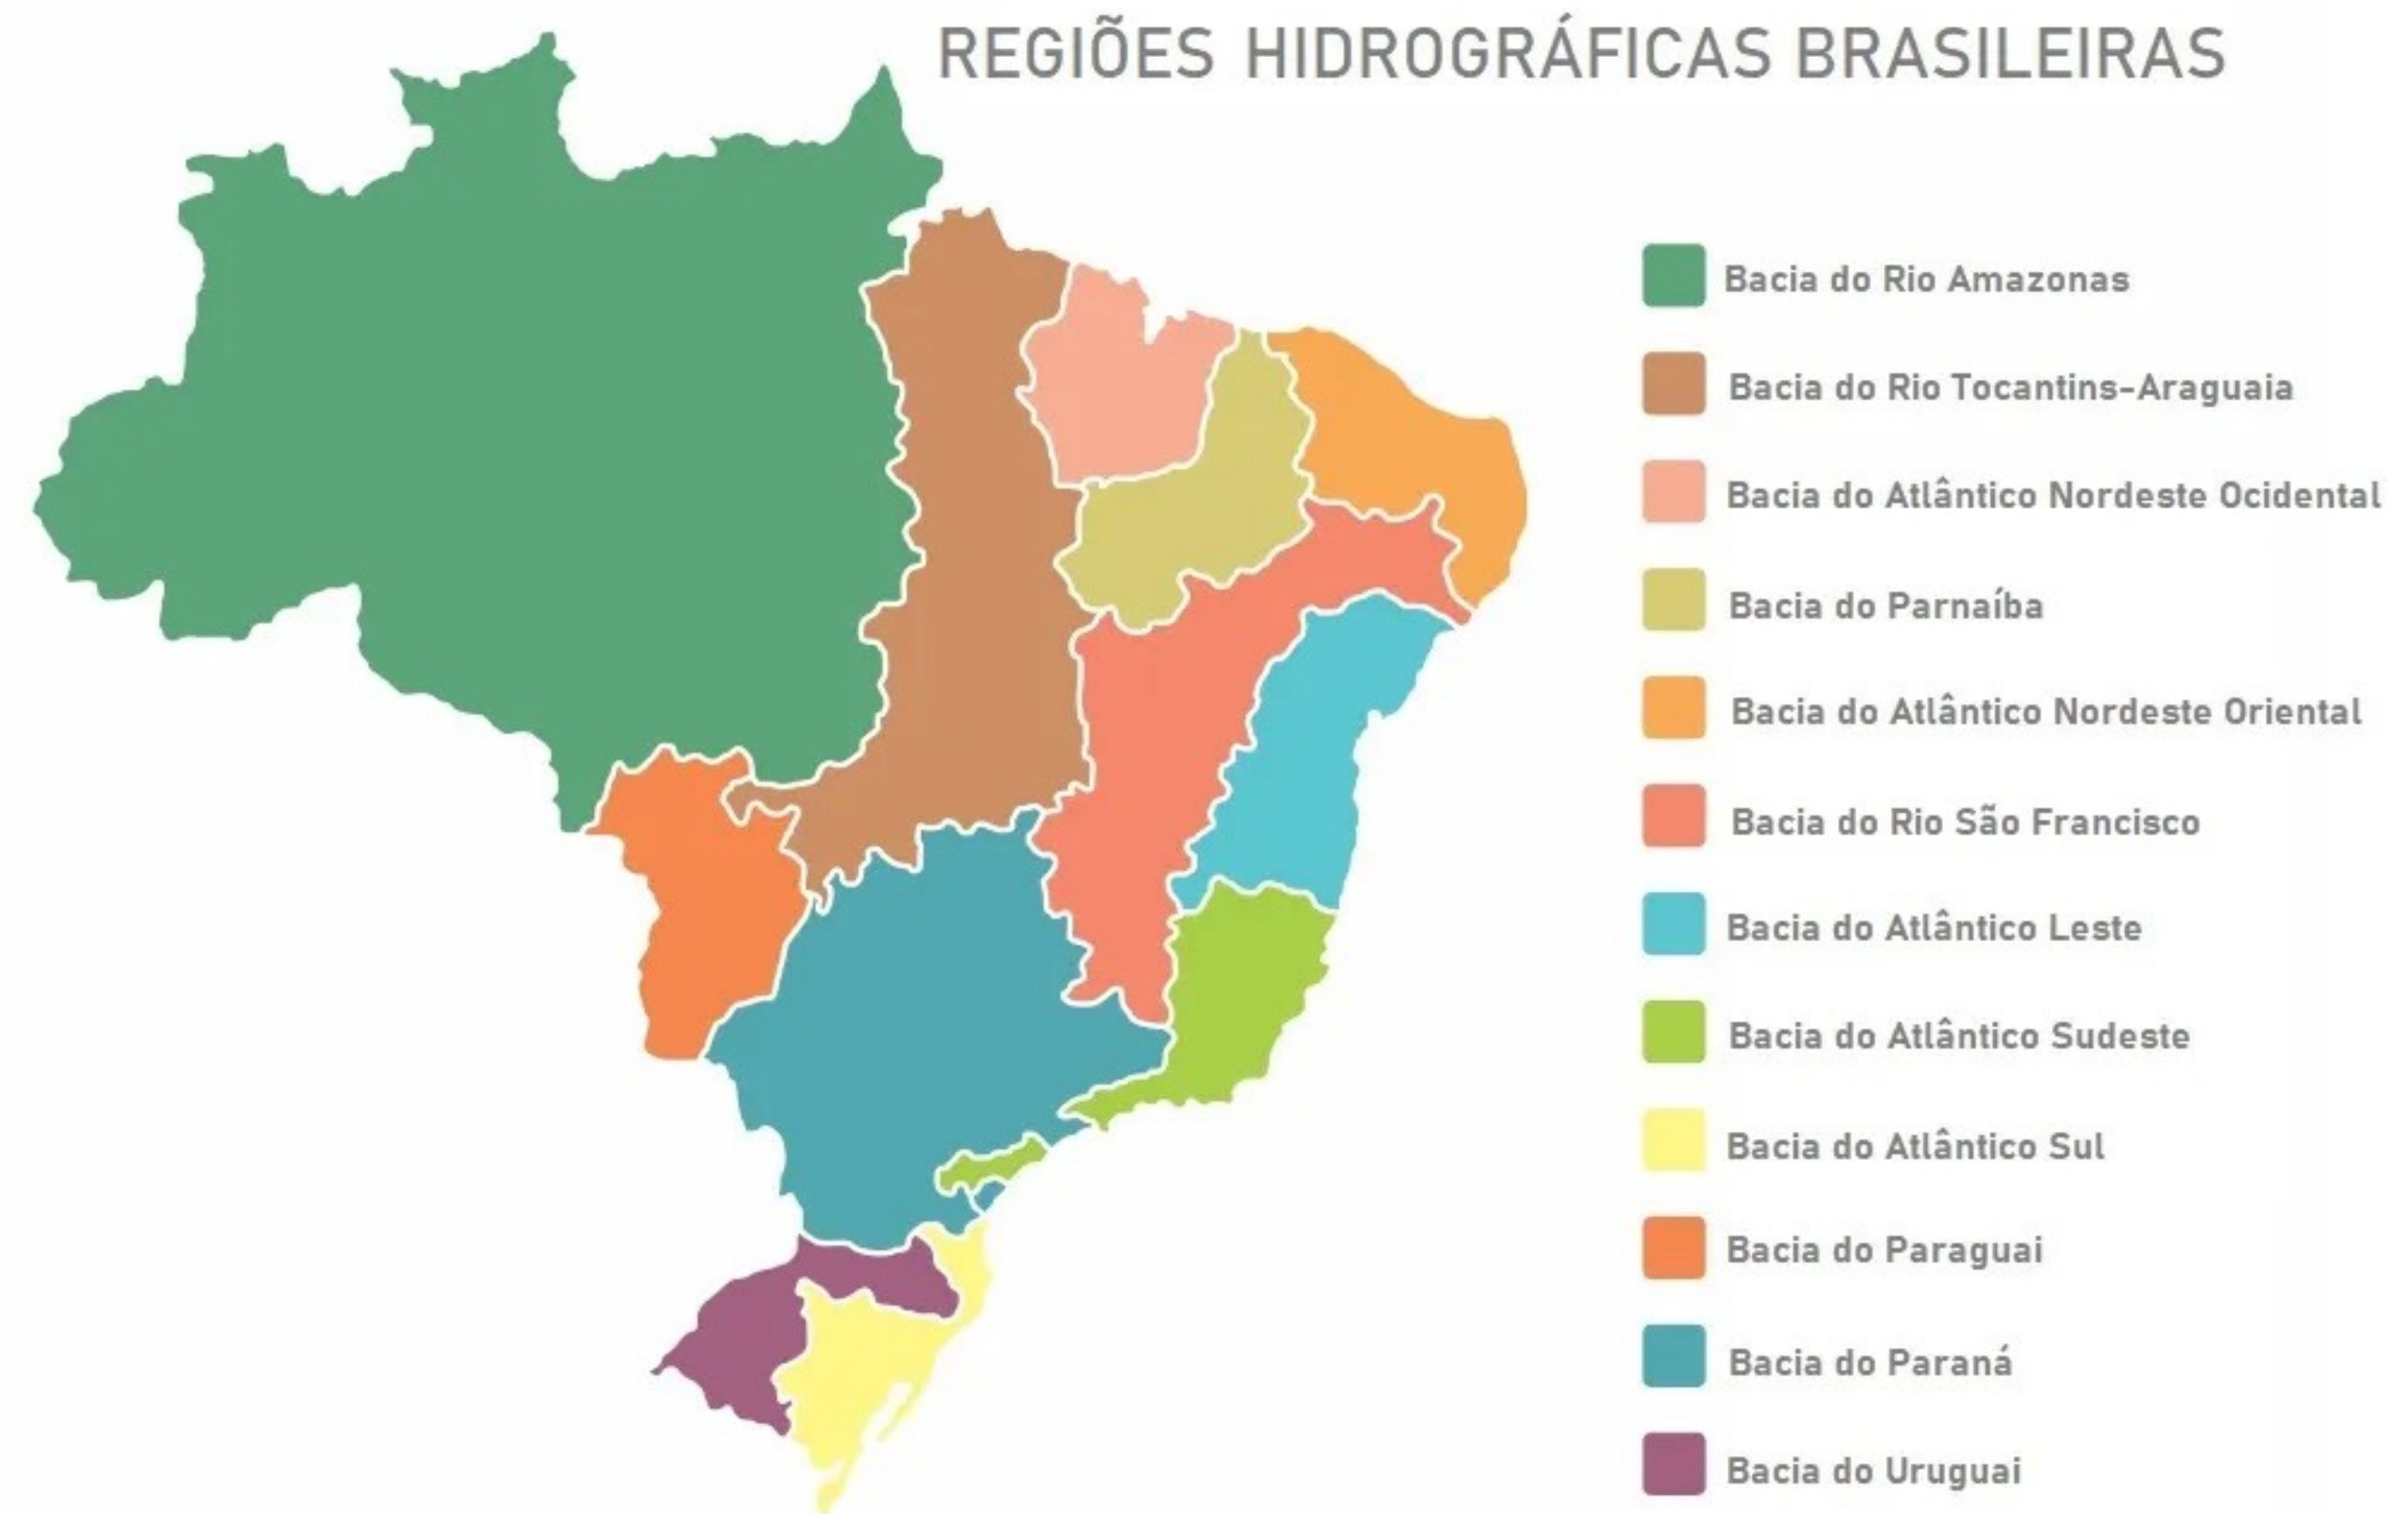 REGIÕES HIDROGRÁFICAS BRASILEIRAS
Bacia do Rio Amazonas
Bacia do Rio Tocantins-Araguaia
Bacia do Atlântico Nordeste Ocidental
Bacia do Parnaíba
Bacia do Atlântico Nordeste Oriental
Bacia do Rio São Francisco
Bacia do Atlântico Leste
Bacia do Atlântico Sudeste
Bacia do Atlântico Sul
Bacia do Paraguai
Bacia do Paraná
Bacia do Uruguai